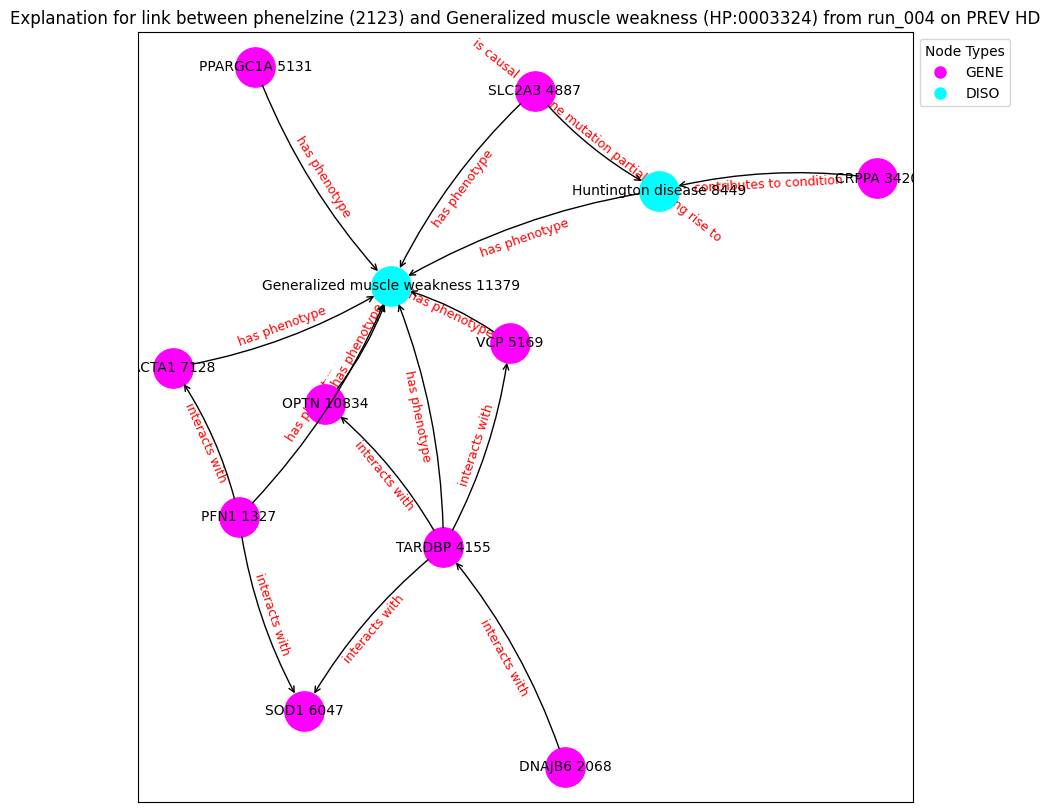 Explanation for link between phenelzine (2123) and Generalized muscle weakness (HP:0003324) from run_004 on PREV HD
Node Types
GENE
DISO
PPARGC1A 5131
is causal
SLC2A3 4887
mutation partial
has phenotype
has phenotype
contributes to condition
CRPPA 3420
Huntington disease 8449
rise to
has phenotype
Generalized muscle weakness 11379
has phenotype
has phenotype
VCP 5169
has phenotype
ACTA1 7128
OPTN 10834
has
has phenotype
interacts with
interacts with
interacts with
PFN1 1327
TARDBP 4155
interacts with
interacts with
interacts with
SOD1 6047
DNAJB6 2068